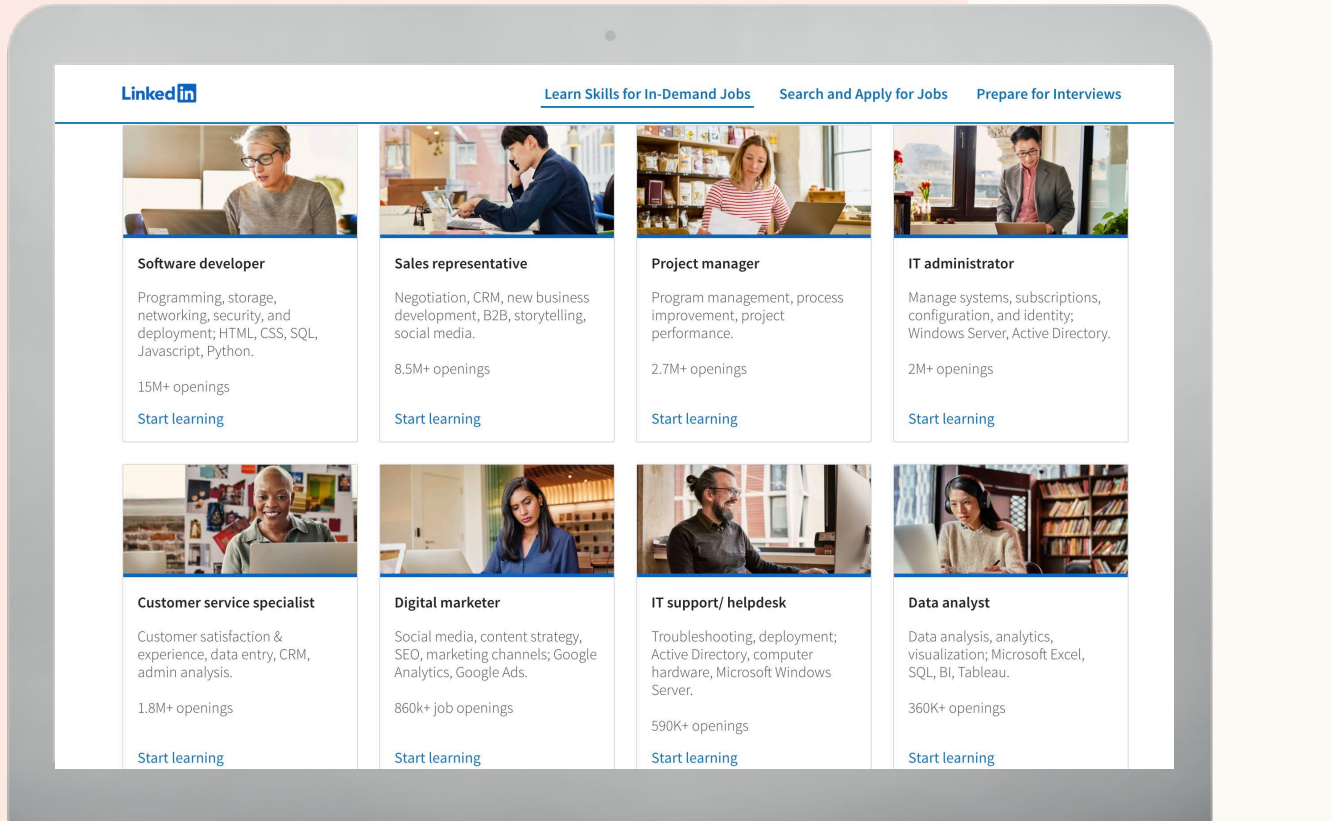 Linked in
Learn Skills for In-Demand Jobs
Search and Apply for Jobs
Prepare for Interviews
Software developer
Programming, storage,
networking, security, and
deployment; HTML, CSS, SQL,
Javascript, Python.
15M+ openings
Start learning
Sales representative
Negotiation, CRM, new business
development, B2B, storytelling,
social media.
8.5M+ openings
Start learning
Project manager
Program management, process
improvement, project
performance.
2.7M+ openings
Start learning
IT administrator
Manage systems, subscriptions,
configuration, and identity;
Windows Server, Active Directory.
2M+ openings
Start learning
Customer service specialist
Customer satisfaction &
experience, data entry, CRM,
admin analysis.
1.8M+ openings
Start learning
Digital marketer
Social media, content strategy,
SEO, marketing channels; Google
Analytics, Google Ads.
860k+ job openings
Start learning
IT support/ helpdesk
Troubleshooting, deployment;
Active Directory, computer
hardware, Microsoft Windows
Server.
590K+ openings
Start learning
Data analyst
Data analysis, analytics,
visualization; Microsoft Excel,
SQL, BI, Tableau.
360K+ openings
Start learning